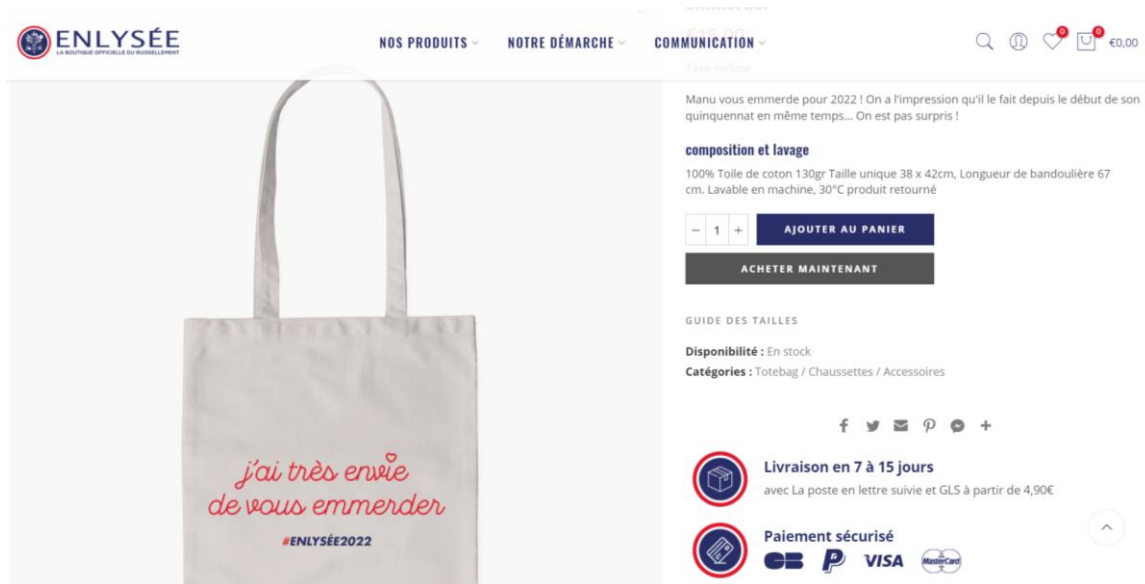 ENLYSÉE
LA BOUTIQUE OFFICIELLE DU RUISSELLEMENT
NOS PRODUITS
NOTRE DÉMARCHE
COMMUNICATION
0
0
€0,00
Taxe incluse
Manu vous emmerde pour 2022 ! On a l'impression qu'il le fait depuis le début de son
quinquennat en même temps... On est pas surpris !
composition et lavage
100% Toile de coton 130gr Taille unique 38 x 42cm, Longueur de bandoulière 67
cm. Lavable en machine, 30°C produit retourné
− 1 +
AJOUTER AU PANIER
ACHETER MAINTENANT
GUIDE DES TAILLES
Disponibilité : En stock
Catégories : Totebag / Chaussettes / Accessoires
Livraison en 7 à 15 jours
avec La poste en lettre suivie et GLS à partir de 4,90€
Paiement sécurisé
CB
VISA
MasterCard
j'ai très envie
de vous emmerder
#ENLYSÉE2022